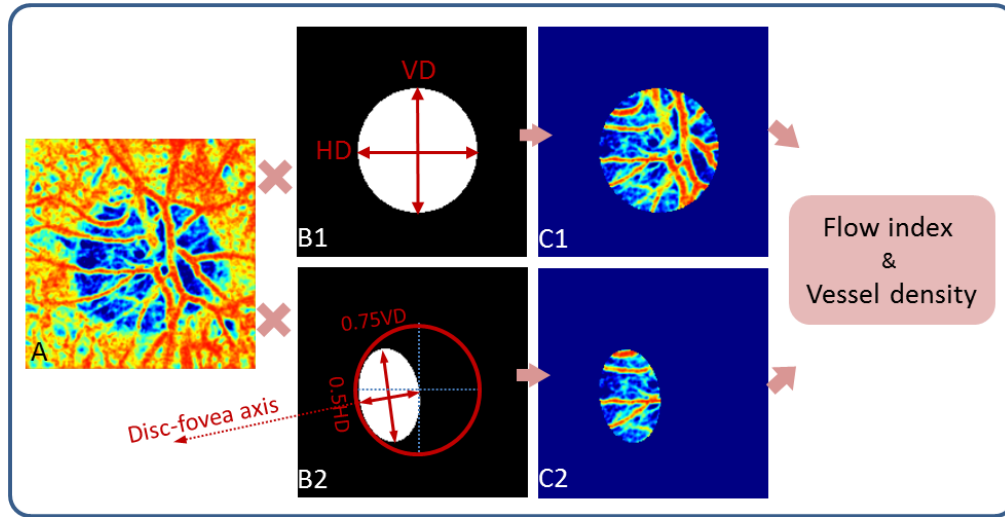 A
VD
HD
B1
C1
0.75VD
0.5HD
Disc-fovea axis
B2
C2
Flow index
&
Vessel density